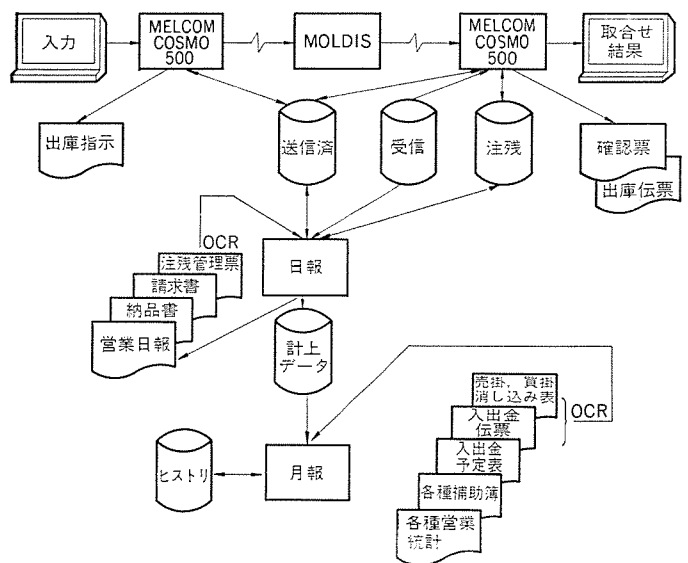 入力
MELCOM
COSMO
500
MOLDIS
MELCOM
COSMO
500
取合せ
結果
出庫指示
送信済
受信
注残
確認票
出庫伝票
OCR
注残管理票
請求書
納品書
営業日報
日報
計上
データ
売掛，買掛
消し込み表
入出金
伝票
OCR
入出金
予定表
各種補助簿
各種営業
統計
ヒストリ
月報